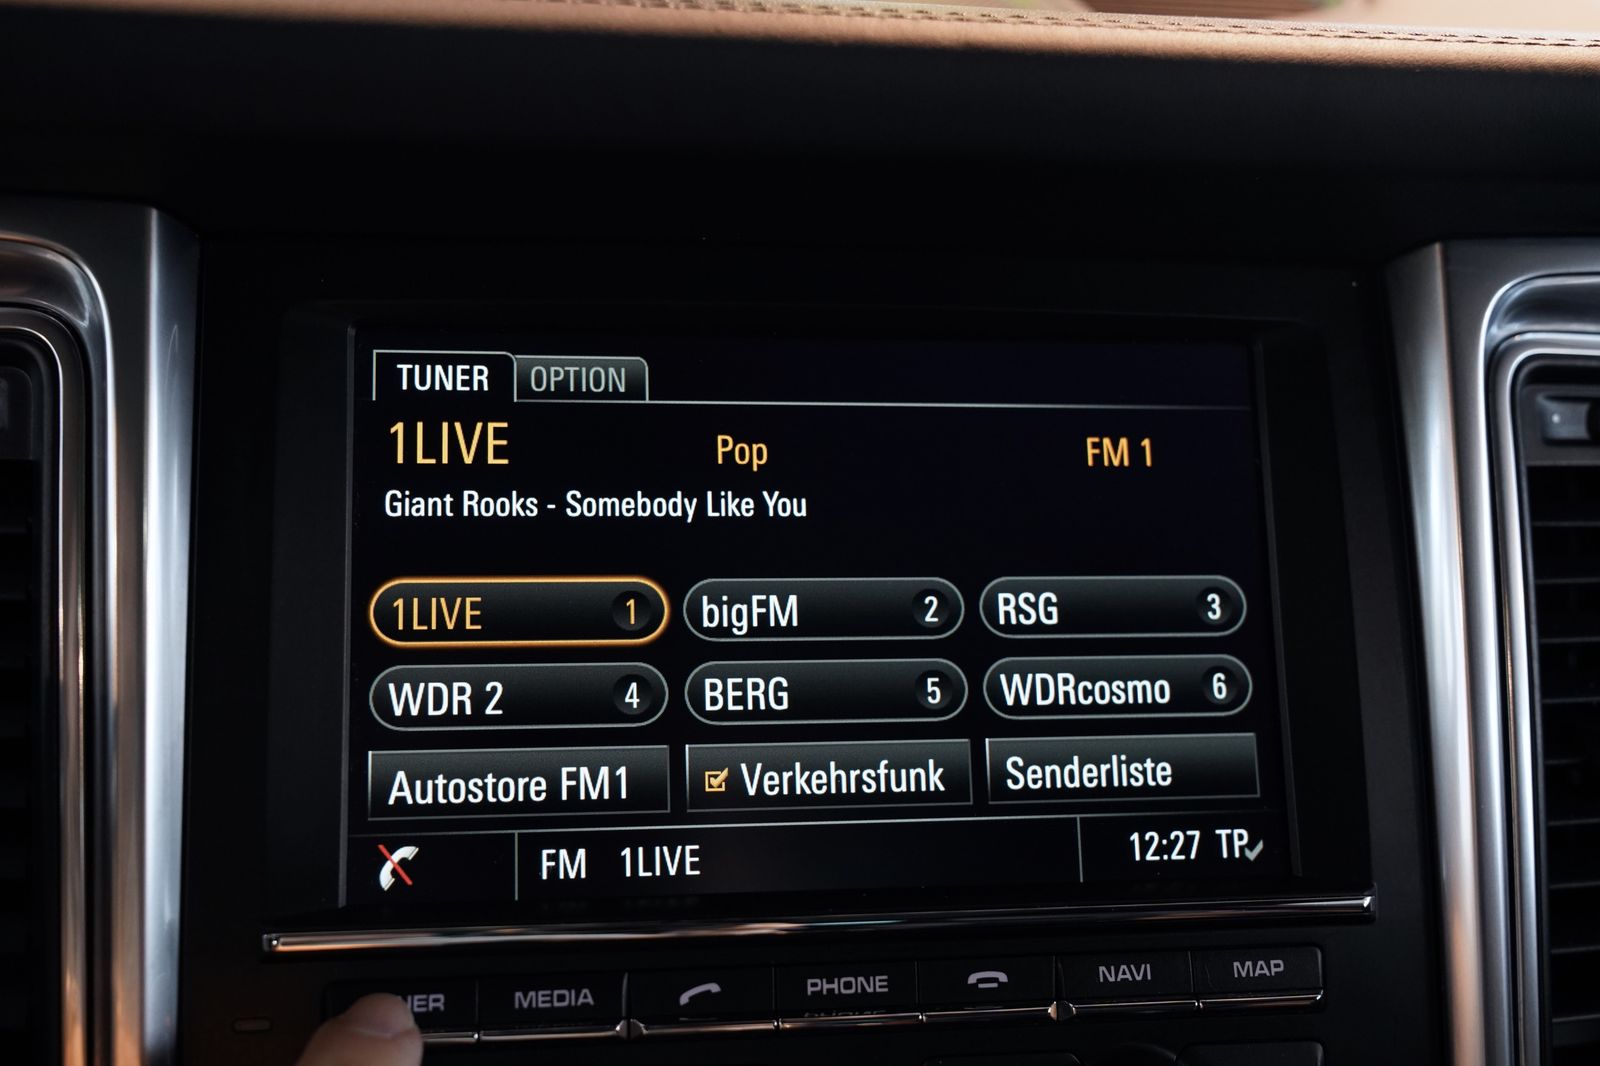 TUNER OPTION
1LIVE Pop FM 1
Giant Rooks - Somebody Like You
1LIVE 1 bigFM 2 RSG 3
WDR 2 4 BERG 5 WDRcosmo 6
Autostore FM1 Verkehrsfunk Senderliste
FM 1LIVE 12:27 TP
NER MEDIA PHONE NAVI MAP